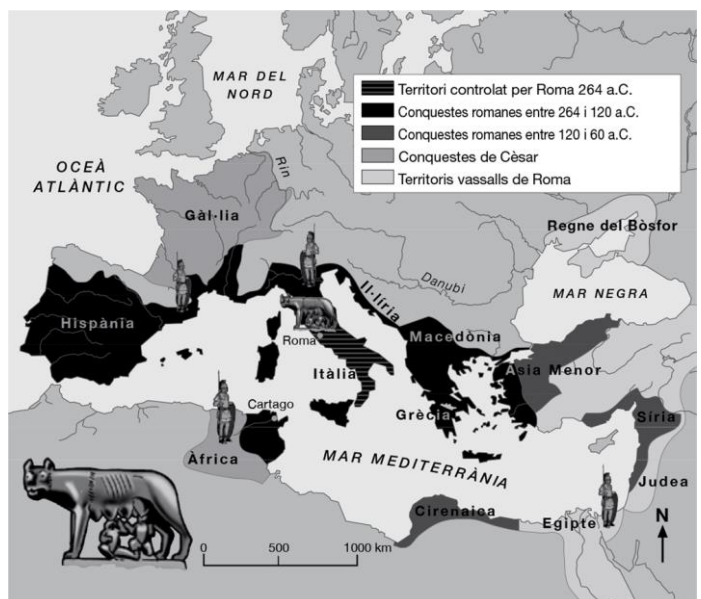 MAR DEL
NORD
Territori controlat per Roma 264 a.C.
Conquestes romanes entre 264 i 120 a.C.
Conquestes romanes entre 120 i 60 a.C.
Conquestes de Cèsar
Territoris vassalls de Roma
OCEÀ
ATLÀNTIC
Rin
Gàl·lia
Regne del Bòsfor
Danubi
MAR NEGRA
Il·líria
Hispània
Macedònia
Roma
Àsia Menor
Itàlia
Cartago
Grècia
Síria
Àfrica
MAR MEDITERRÀNIA
Judea
Cirenaica
Egipte
N
0 500 1000 km